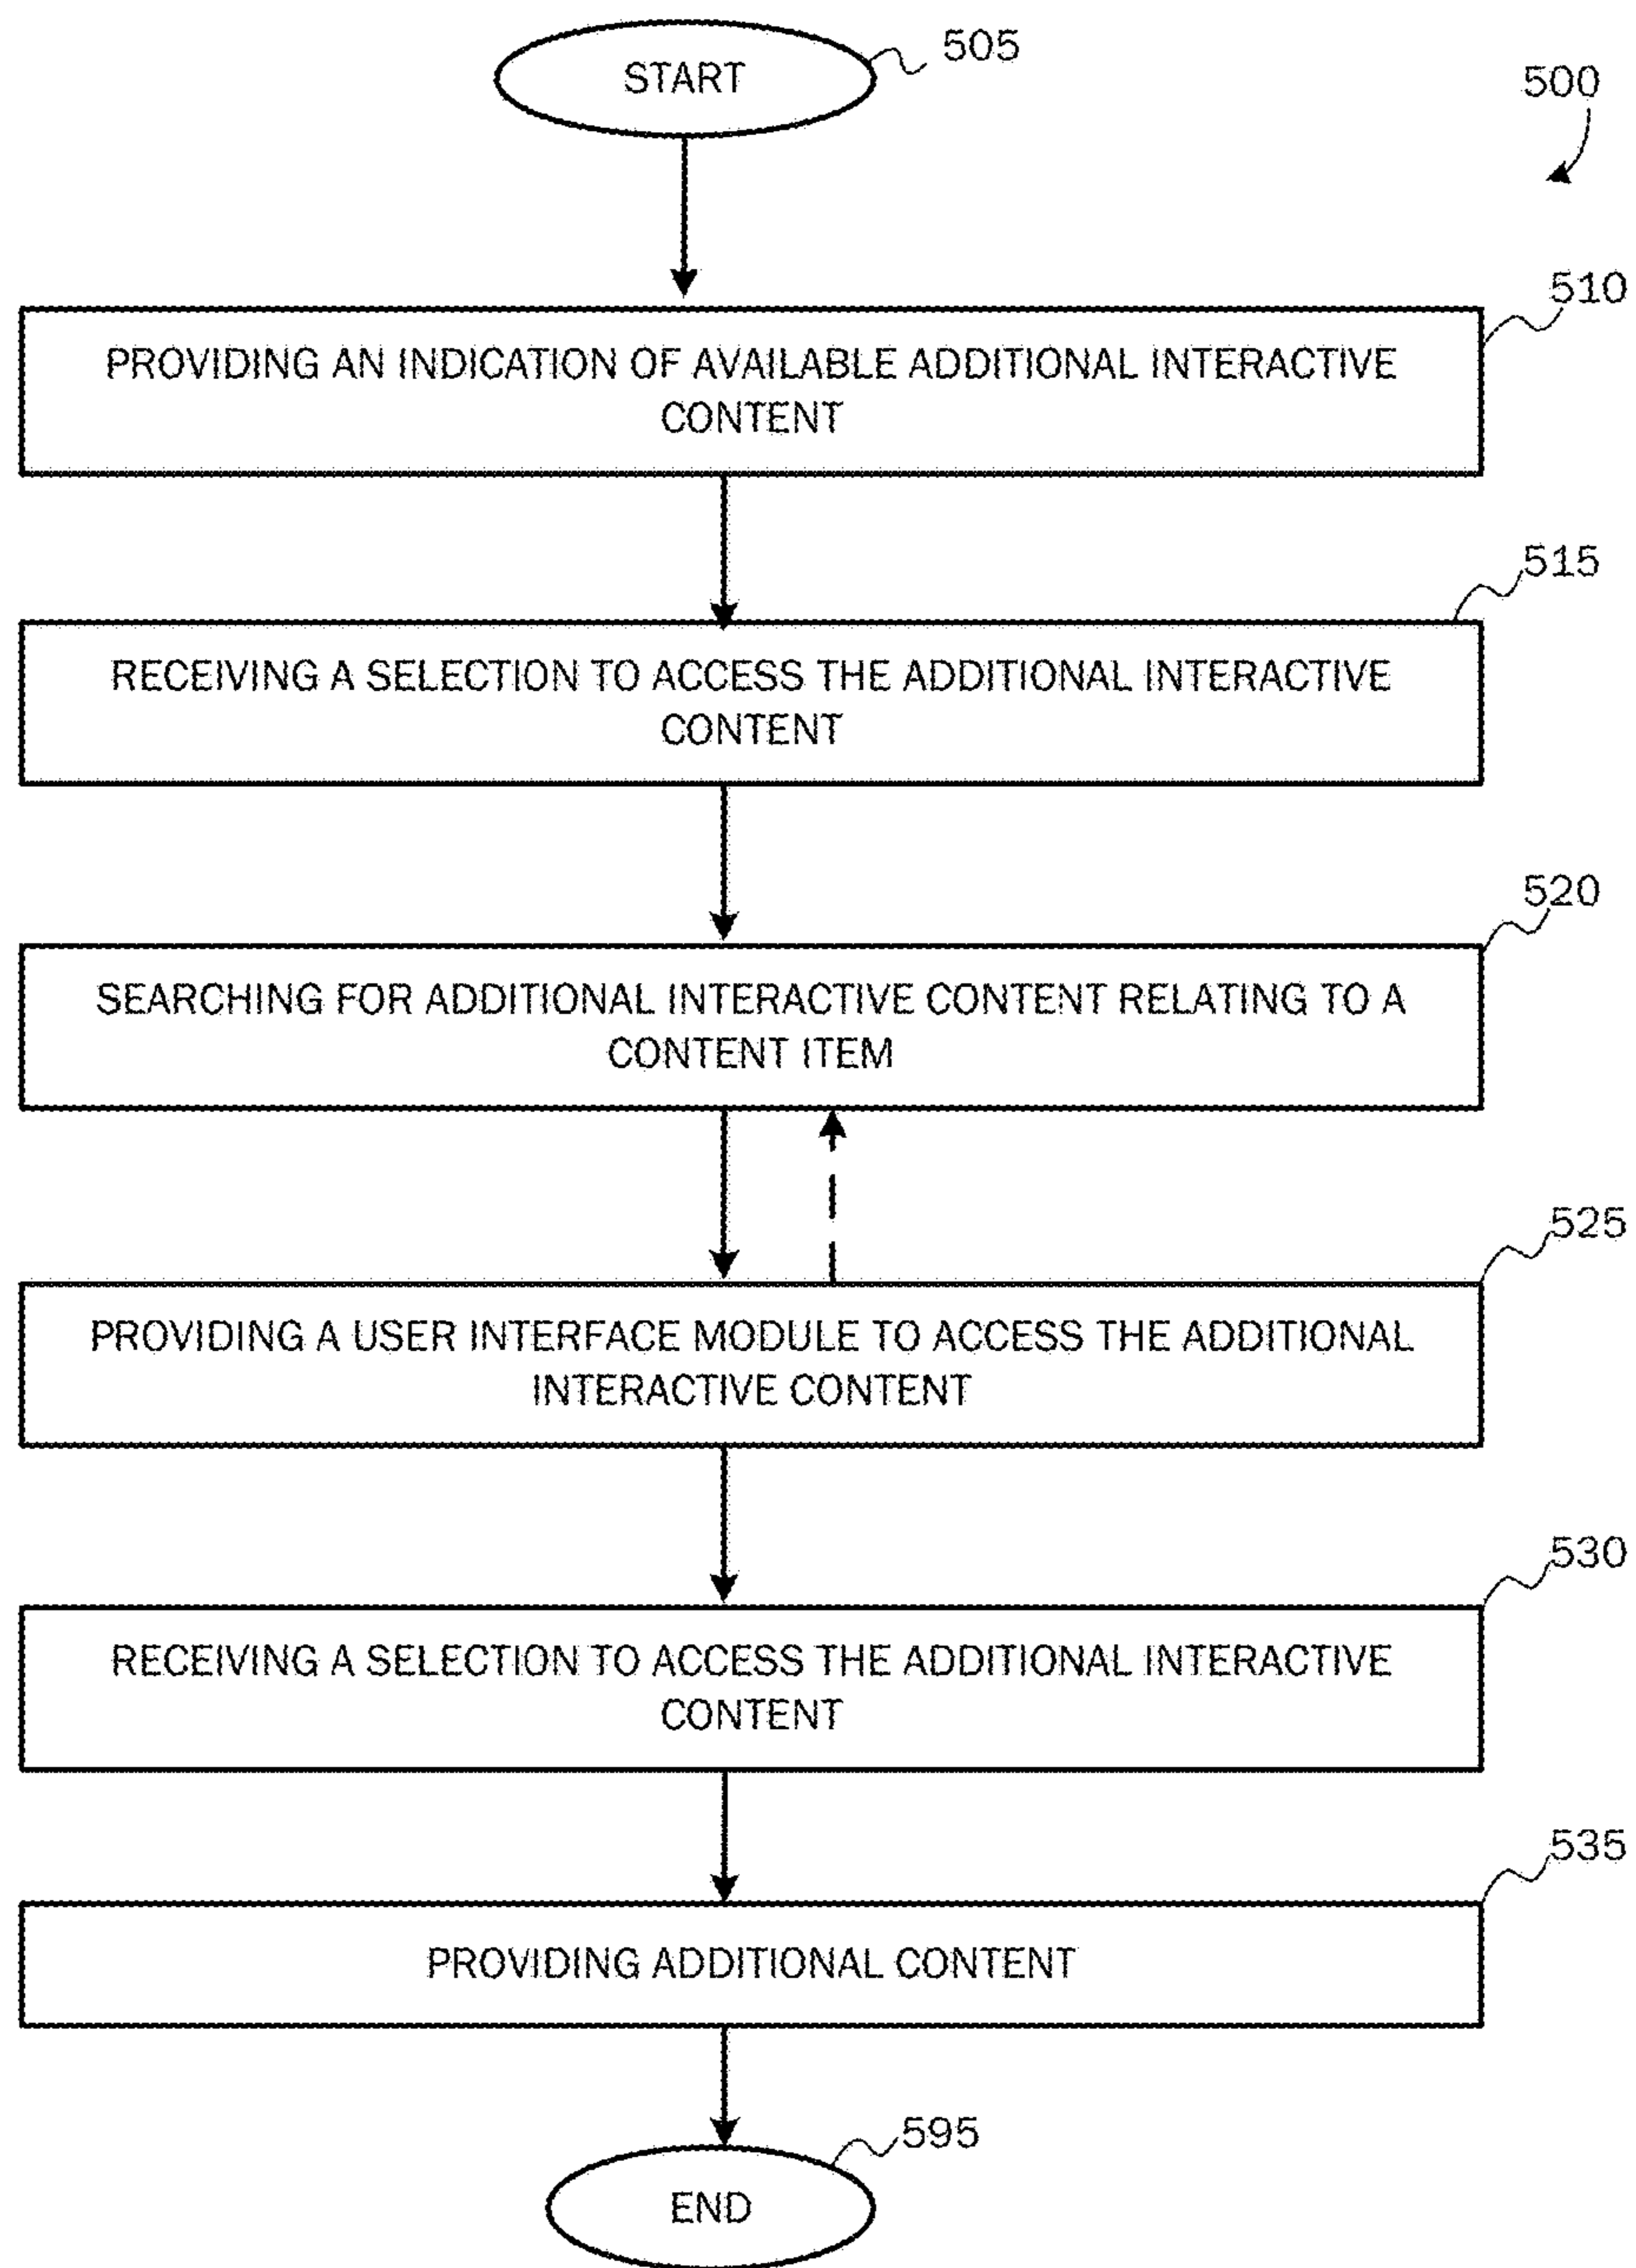 START
505
500
510
PROVIDING AN INDICATION OF AVAILABLE ADDITIONAL INTERACTIVE
CONTENT
515
RECEIVING A SELECTION TO ACCESS THE ADDITIONAL INTERACTIVE
CONTENT
520
SEARCHING FOR ADDITIONAL INTERACTIVE CONTENT RELATING TO A
CONTENT ITEM
525
PROVIDING A USER INTERFACE MODULE TO ACCESS THE ADDITIONAL
INTERACTIVE CONTENT
530
RECEIVING A SELECTION TO ACCESS THE ADDITIONAL INTERACTIVE
CONTENT
535
PROVIDING ADDITIONAL CONTENT
595
END